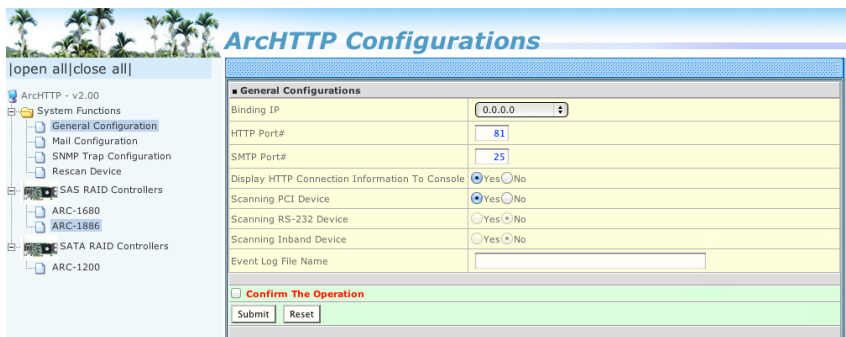 ArcHTTP Configurations
|open all|close all|
ArcHTTP - v2.00
System Functions
General Configuration
Mail Configuration
SNMP Trap Configuration
Rescan Device
SAS RAID Controllers
ARC-1680
ARC-1886
SATA RAID Controllers
ARC-1200
General Configurations
Binding IP 0.0.0.0
HTTP Port# 81
SMTP Port# 25
Display HTTP Connection Information To Console Yes No
Scanning PCI Device Yes No
Scanning RS-232 Device Yes No
Scanning Inband Device Yes No
Event Log File Name
Confirm The Operation
Submit Reset